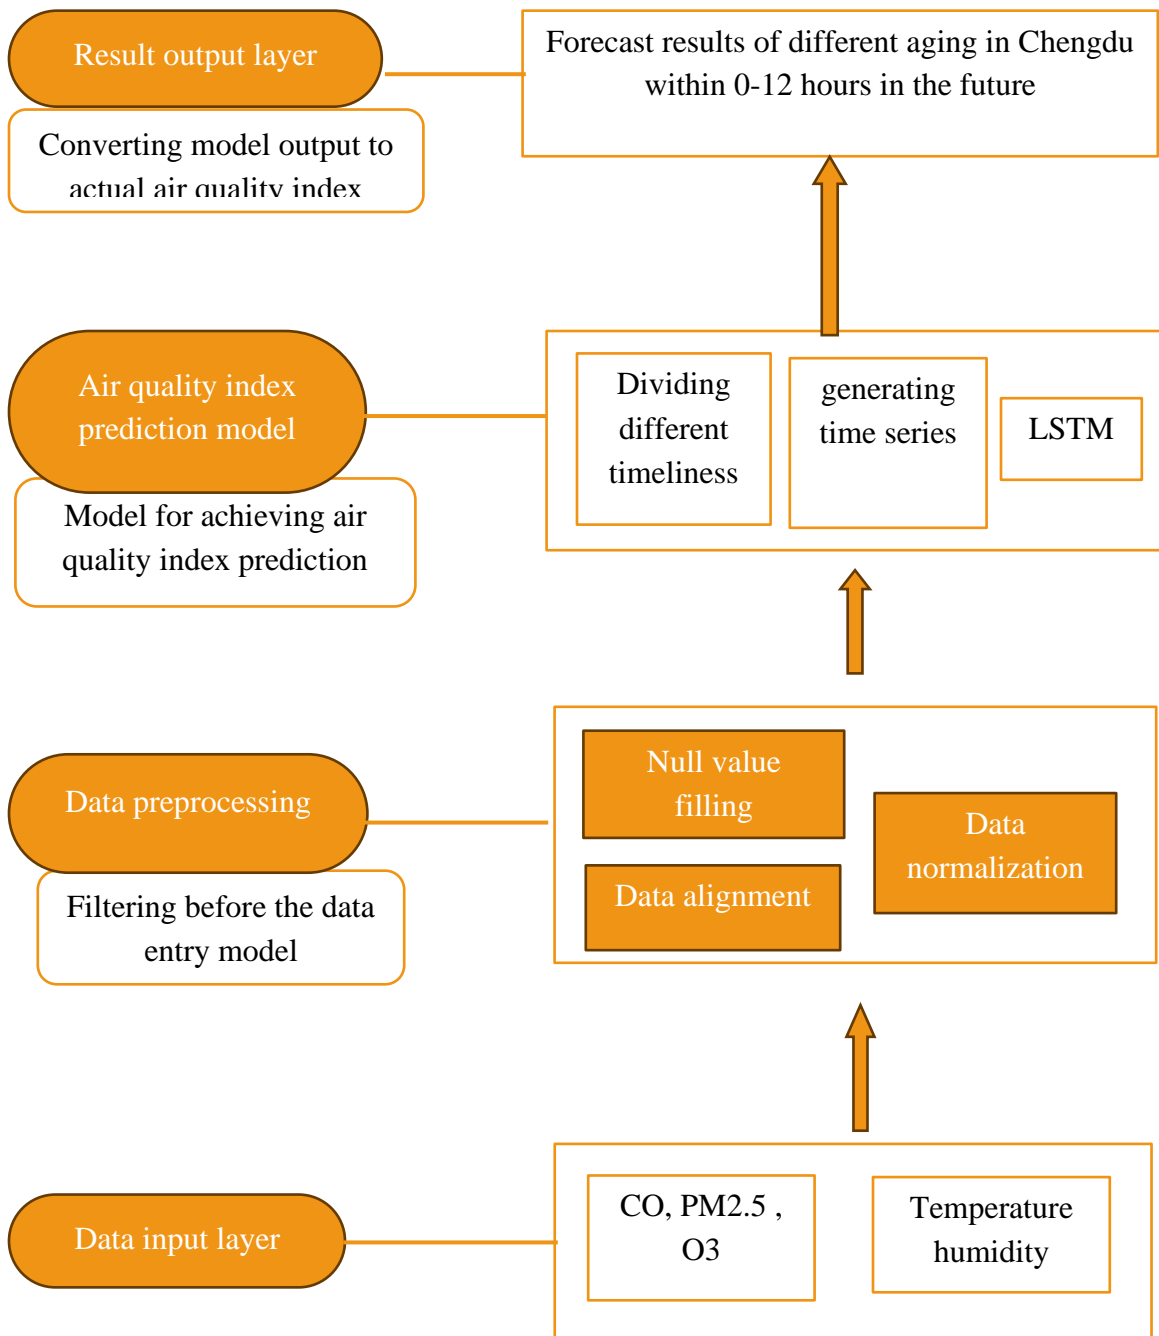 Result output layer
Forecast results of different aging in Chengdu
within 0-12 hours in the future
Converting model output to
actual air quality index
Air quality index
prediction model
Dividing
different
timeliness
generating
time series
LSTM
Model for achieving air
quality index prediction
Data preprocessing
Null value
filling
Data alignment
Data
normalization
Filtering before the data
entry model
Data input layer
CO, PM2.5 ,
O3
Temperature
humidity